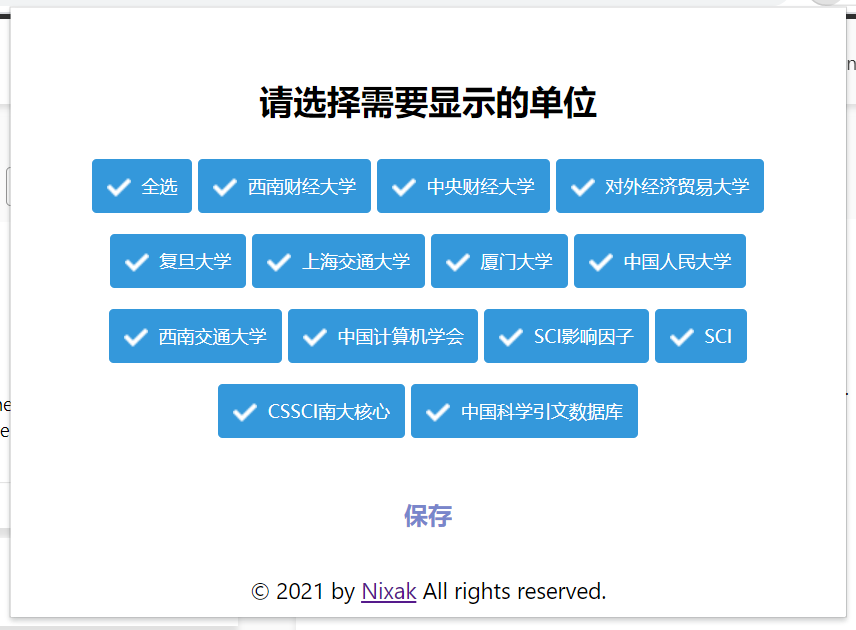 请选择需要显示的单位
全选 西南财经大学 中央财经大学 对外经济贸易大学
复旦大学 上海交通大学 厦门大学 中国人民大学
西南交通大学 中国计算机学会 SCI影响因子 SCI
CSSCI南大核心 中国科学引文数据库
保存
© 2021 by Nixak All rights reserved.